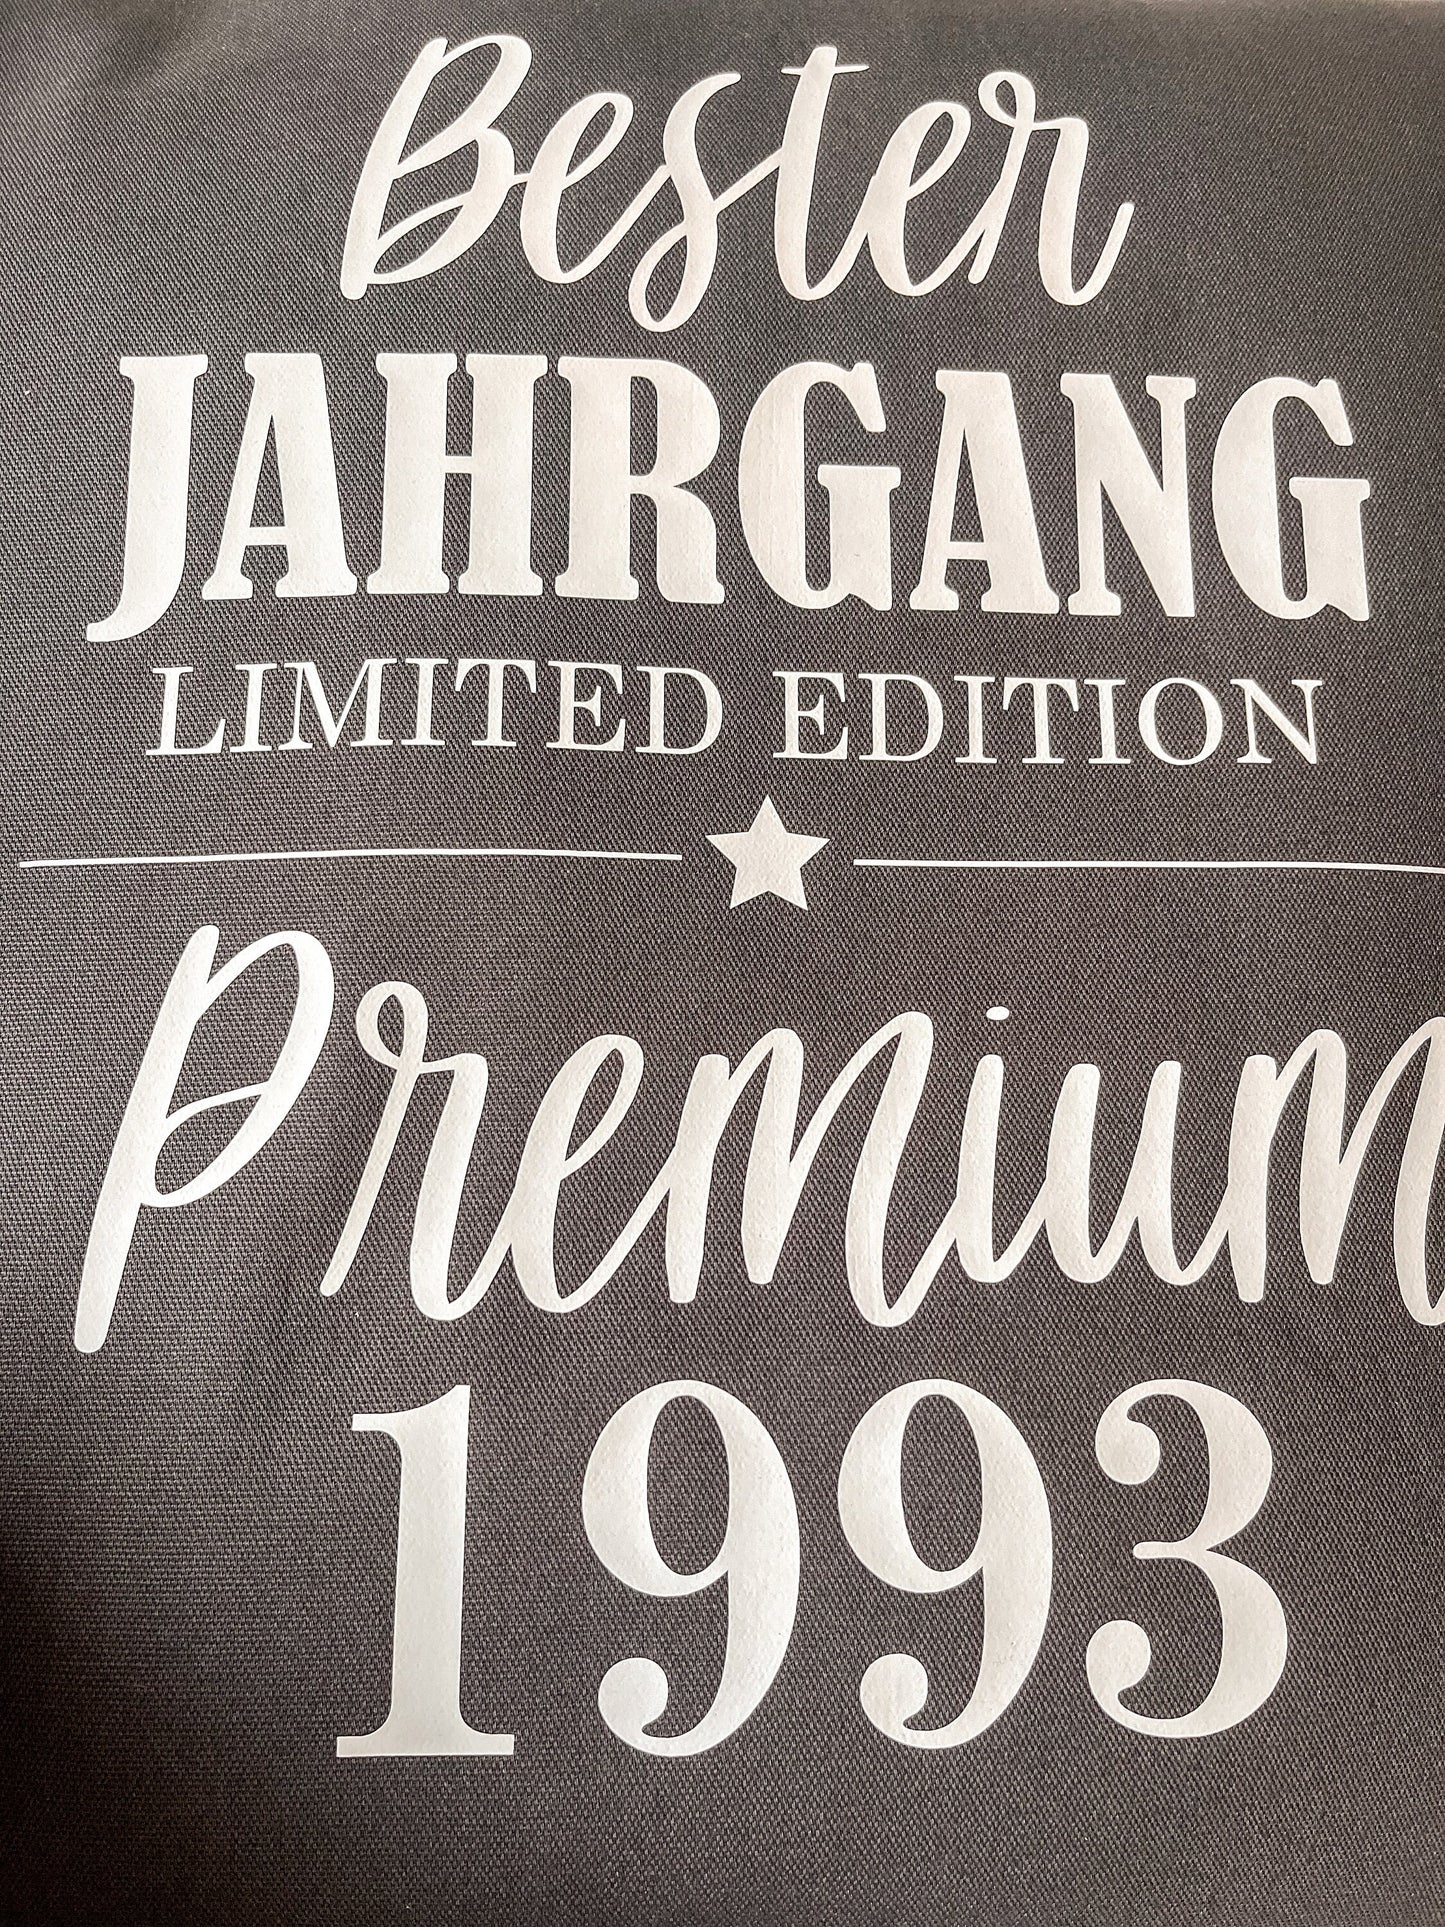 Bester
JAHRGANG
LIMITED EDITION
Premium
1993